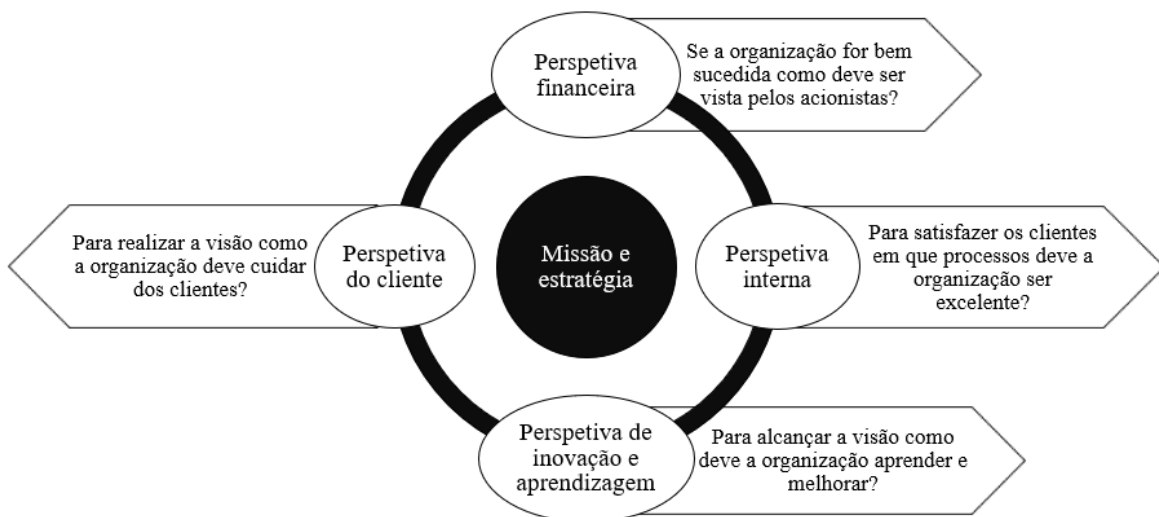 Perspetiva
financeira
Se a organização for bem
sucedida como deve ser
vista pelos acionistas?
Para realizar a visão como
a organização deve cuidar
dos clientes?
Perspetiva
do cliente
Missão e
estratégia
Perspetiva
interna
Para satisfazer os clientes
em que processos deve a
organização ser
excelente?
Perspetiva de
inovação e
aprendizagem
Para alcançar a visão como
deve a organização aprender e
melhorar?